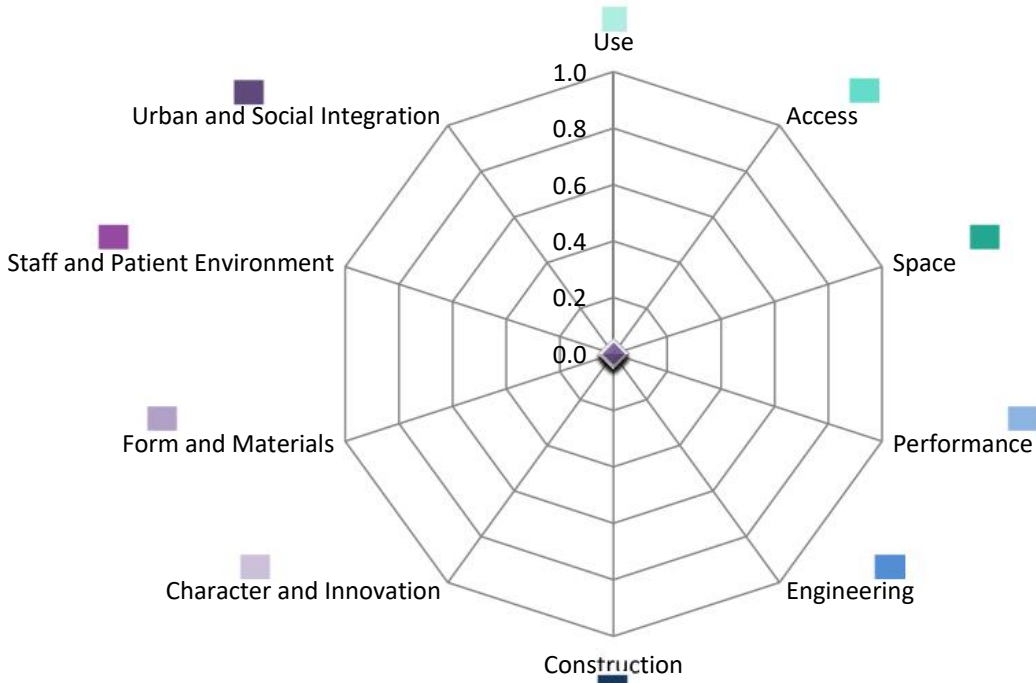 Use
1.0
Urban and Social Integration
Access
0.8
0.6
0.4
Staff and Patient Environment
Space
0.2
0.0
Form and Materials
Performance
Character and Innovation
Engineering
Construction